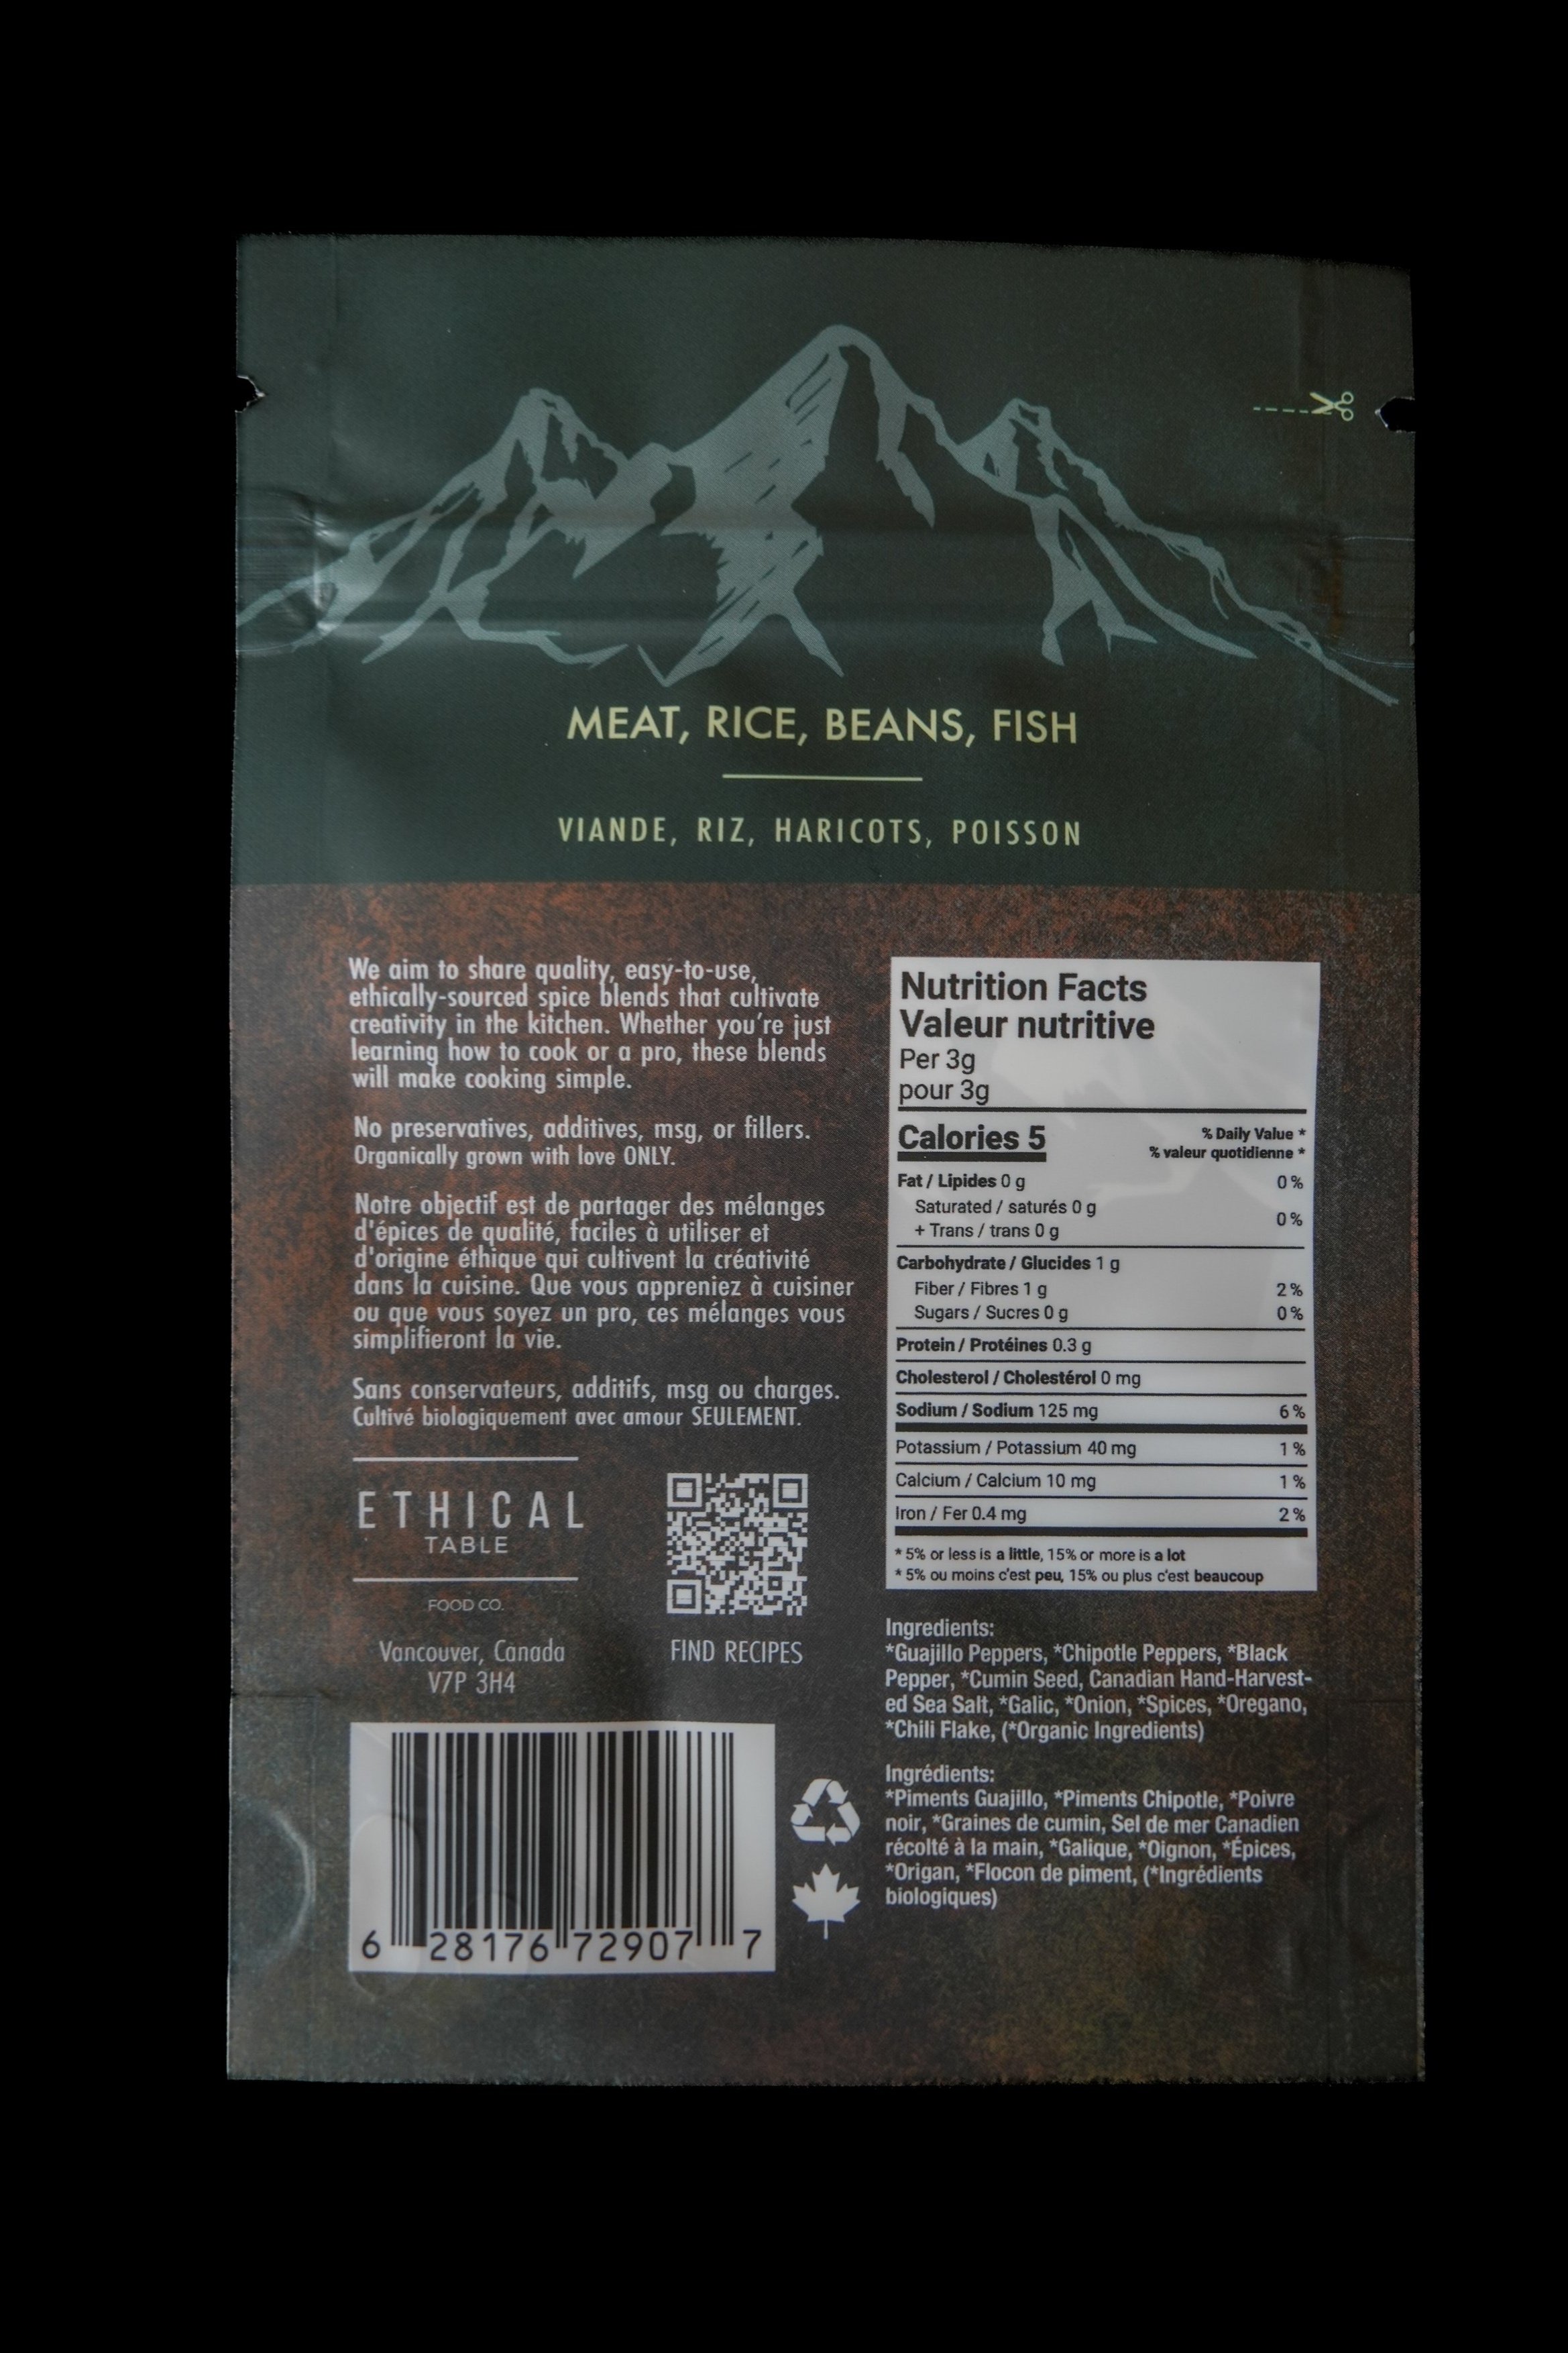 MEAT, RICE, BEANS, FISH
VIANDE, RIZ, HARICOTS, POISSON
We aim to share quality, easy-to-use,
ethically-sourced spice blends that cultivate
creativity in the kitchen. Whether you're just
learning how to cook or a pro, these blends
will make cooking simple.
No preservatives, additives, msg, or fillers.
Organically grown with love ONLY.
Notre objectif est de partager des mélanges
d'épices de qualité, faciles à utiliser et
d'origine éthique qui cultivent la créativité
dans la cuisine. Que vous appreniez à cuisiner
ou que vous soyez un pro, ces mélanges vous
simplifieront la vie.
Sans conservateurs, additifs, msg ou charges.
Cultivé biologiquement avec amour SEULEMENT.
ETHICAL
TABLE
FOOD CO.
Vancouver, Canada
V7P 3H4
FIND RECIPES
6 28176 72907 7
Nutrition Facts
Valeur nutritive
Per 3g
pour 3g
Calories 5
% Daily Value *
% valeur quotidienne *
Fat / Lipides 0 g 0 %
Saturated / saturés 0 g
+ Trans / trans 0 g 0 %
Carbohydrate / Glucides 1 g
Fiber / Fibres 1 g 2 %
Sugars / Sucres 0 g 0 %
Protein / Protéines 0.3 g
Cholesterol / Cholestérol 0 mg
Sodium / Sodium 125 mg 6 %
Potassium / Potassium 40 mg 1 %
Calcium / Calcium 10 mg 1 %
Iron / Fer 0.4 mg 2 %
* 5% or less is a little, 15% or more is a lot
* 5% ou moins c'est peu, 15% ou plus c'est beaucoup
Ingredients:
*Guajillo Peppers, *Chipotle Peppers, *Black
Pepper, *Cumin Seed, Canadian Hand-Harvest-
ed Sea Salt, *Galic, *Onion, *Spices, *Oregano,
*Chili Flake, (*Organic Ingredients)
Ingrédients:
*Piments Guajillo, *Piments Chipotle, *Poivre
noir, *Graines de cumin, Sel de mer Canadien
récolté à la main, *Galique, *Oignon, *Épices,
*Origan, *Flocon de piment, (*Ingrédients
biologiques)